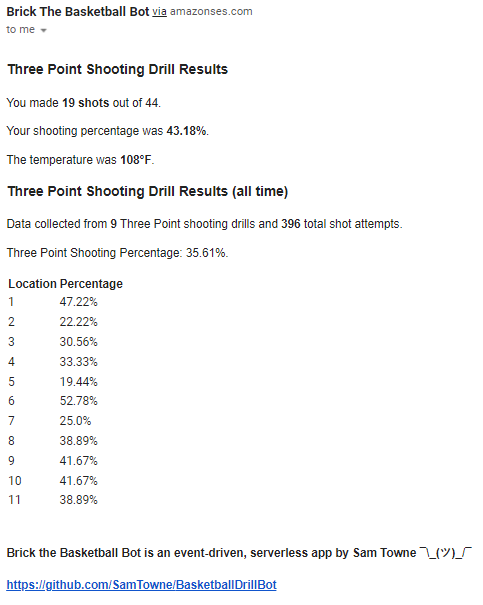 Brick The Basketball Bot via amazonses.com
to me
Three Point Shooting Drill Results
You made 19 shots out of 44.
Your shooting percentage was 43.18%.
The temperature was 108°F.
Three Point Shooting Drill Results (all time)
Data collected from 9 Three Point shooting drills and 396 total shot attempts.
Three Point Shooting Percentage: 35.61%.
Location Percentage
1 47.22%
2 22.22%
3 30.56%
4 33.33%
5 19.44%
6 52.78%
7 25.0%
8 38.89%
9 41.67%
10 41.67%
11 38.89%
Brick the Basketball Bot is an event-driven, serverless app by Sam Towne ¯\_(ツ)_/¯
https://github.com/SamTowne/BasketballDrillBot